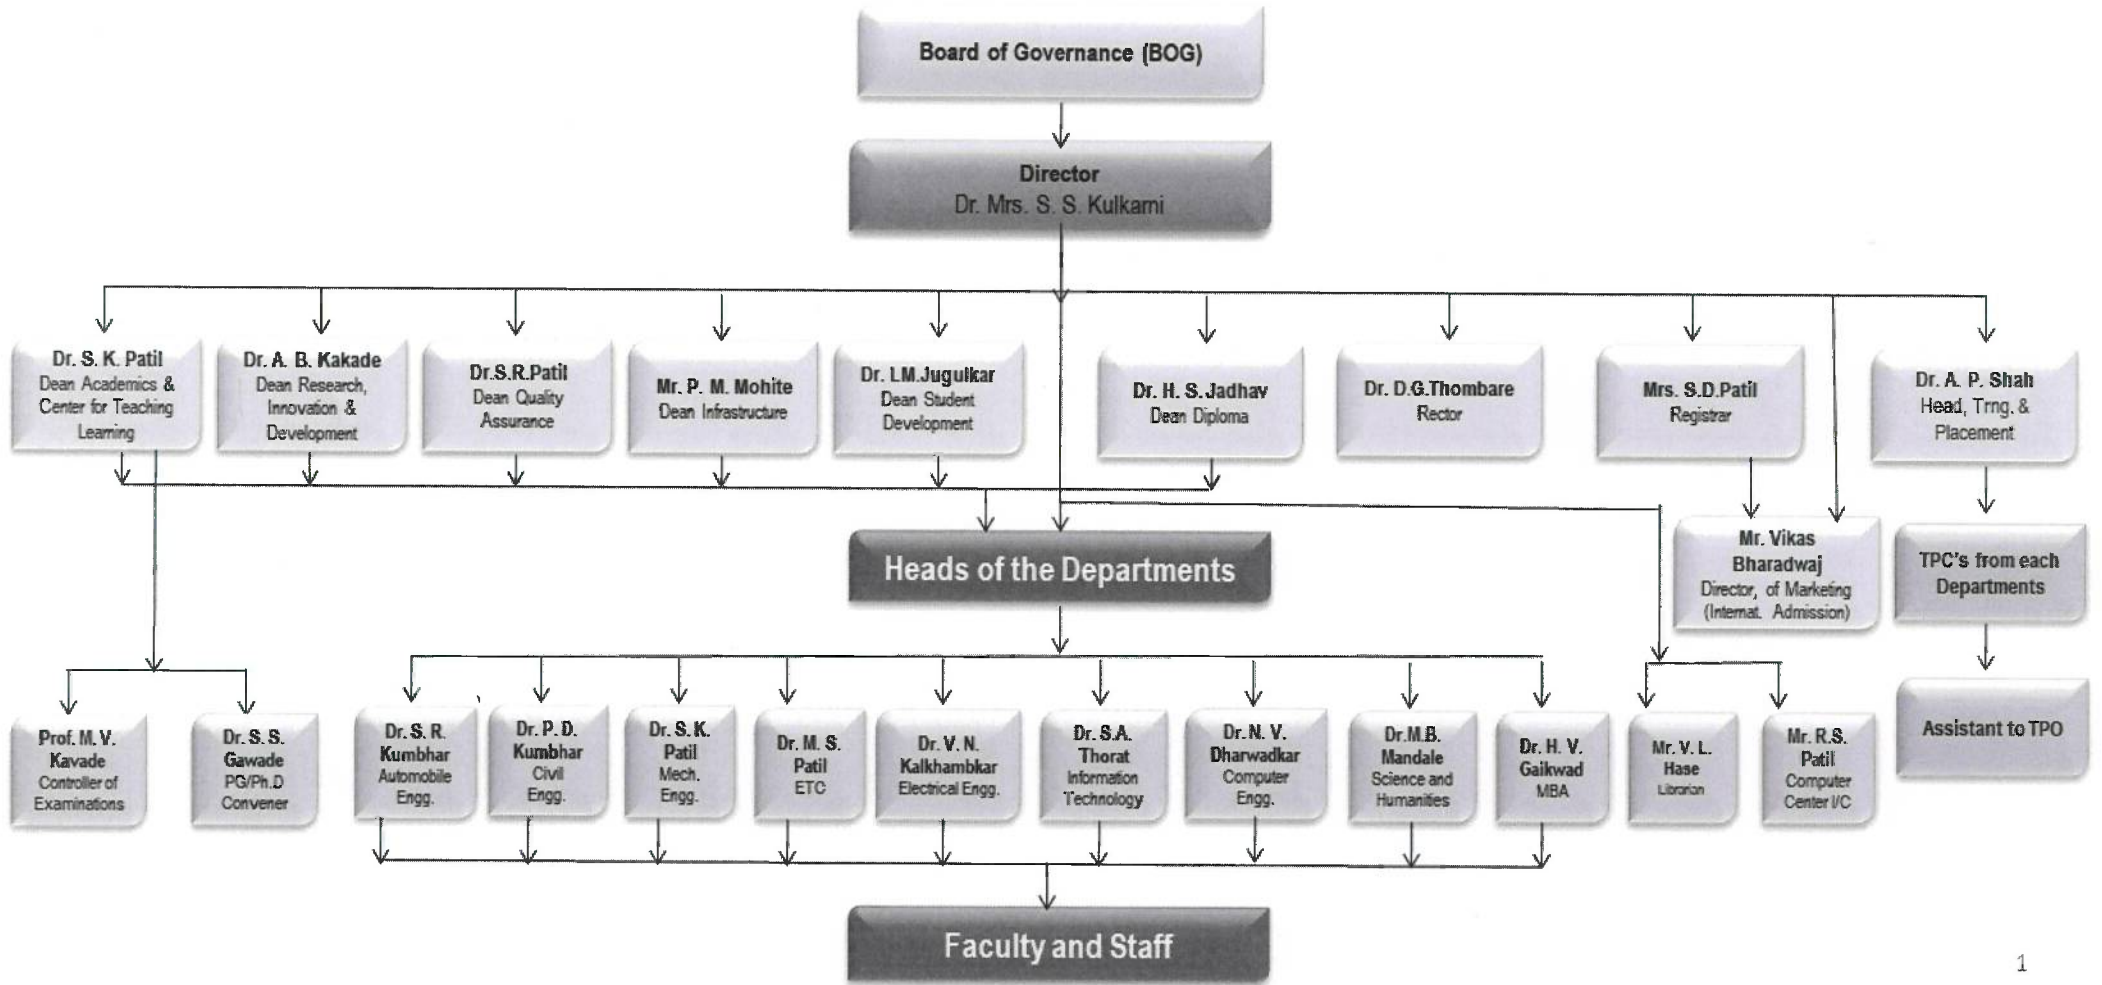 Board of Governance (BOG)
Director
Dr. Mrs. S. S. Kulkarni
Dr. S. K. Patil
Dean Academics &
Center for Teaching
Learning
Dr. A. B. Kakade
Dean Research,
Innovation &
Development
Dr.S.R.Patil
Dean Quality
Assurance
Mr. P. M. Mohite
Dean Infrastructure
Dr. LM.Jugulkar
Dean Student
Development
Dr. H. S.Jadhav
Dean Diploma
Dr. D.G.Thombare
Rector
Mrs. S.D.Patil
Registrar
Dr. A. P. Shah
Head, Trng. &
Placement
Heads of the Departments
Mr. Vikas
Bharadwaj
Director, of Marketing
(Internat. Admission)
TPC's from each
Departments
Prof. M. V.
Kavade
Controller of
Examinations
Dr. S. S.
Gawade
PG/Ph.D
Convener
Dr. S. R.
Kumbhar
Automobile
Engg.
Dr. P. D.
Kumbhar
Civil
Engg.
Dr. S.K.
Patil
Mech.
Engg.
Dr. M. S.
Patil
ETC
Dr. V. N.
Kalkhambkar
Electrical Engg.
Dr. S.A.
Thorat
Information
Technology
Dr. N. V.
Dharwadkar
Computer
Engg.
Dr.M.B.
Mandale
Science and
Humanities
Dr. H. V.
Gaikwad
MBA
Mr. V. L.
Hase
Librarian
Mr. R.S.
Patil
Computer
Center I/C
Assistant to TPO
Faculty and Staff
1